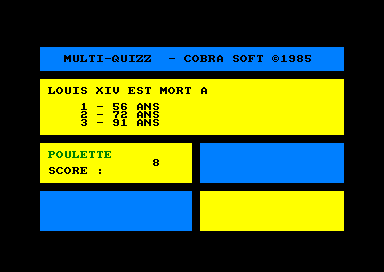 MULTI-QUIZZ - COBRA SOFT ©1985
LOUIS XIV EST MORT A
1 - 56 ANS
2 - 72 ANS
3 - 91 ANS
POULETTE
8
SCORE :